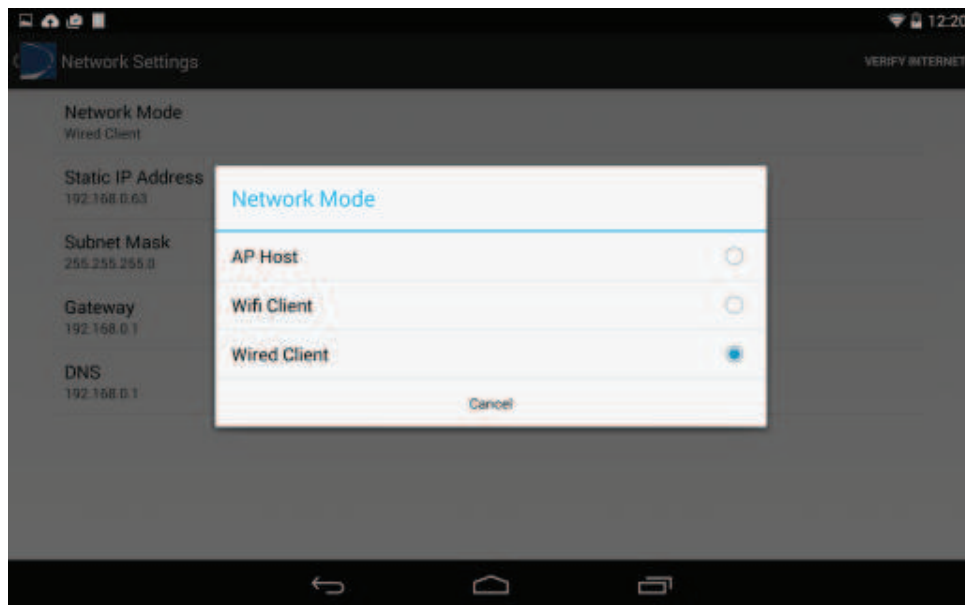 12:20
Network Settings
VERIFY INTERNET
Network Mode
Wired Client
Static IP Address
192.168.0.63
Subnet Mask
255.255.255.0
Gateway
192.168.0.1
DNS
192.168.0.1
Network Mode
AP Host
Wifi Client
Wired Client
Cancel